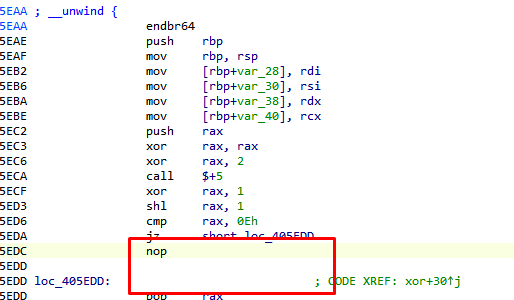 5EAA ; __unwind {
5EAA endbr64
5EAE push rbp
5EAF mov rbp, rsp
5EB2 mov [rbp+var_28], rdi
5EB6 mov [rbp+var_30], rsi
5EBA mov [rbp+var_38], rdx
5EBE mov [rbp+var_40], rcx
5EC2 push rax
5EC3 xor rax, rax
5EC6 xor rax, 2
5ECA call $+5
5ECF xor rax, 1
5ED3 shl rax, 1
5ED6 cmp rax, 0Eh
5EDA jz short loc_405EDD
5EDC nop
5EDD
5EDD loc_405EDD: ; CODE XREF: xor+30↑j
5EDD pop rax